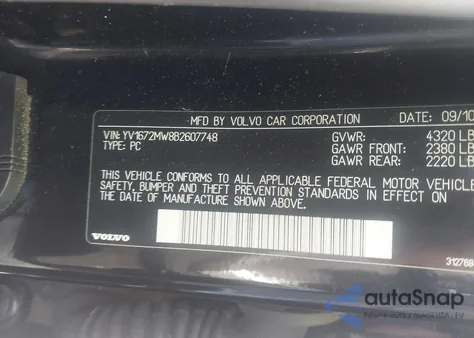 MFD BY VOLVO CAR CORPORATION 09/10
VIN: YV1672MW8B2607748 GVWR: 4320 LB
TYPE: PC GAWR FRONT: 2380 LB
GAWR REAR: 2220 LB
THIS VEHICLE CONFORMS TO ALL APPLICABLE FEDERAL MOTOR VEHICLE
SAFETY, BUMPER AND THEFT PREVENTION STANDARDS IN EFFECT ON
THE DATE OF MANUFACTURE SHOWN ABOVE.
VOLVO
312768
autoSnap